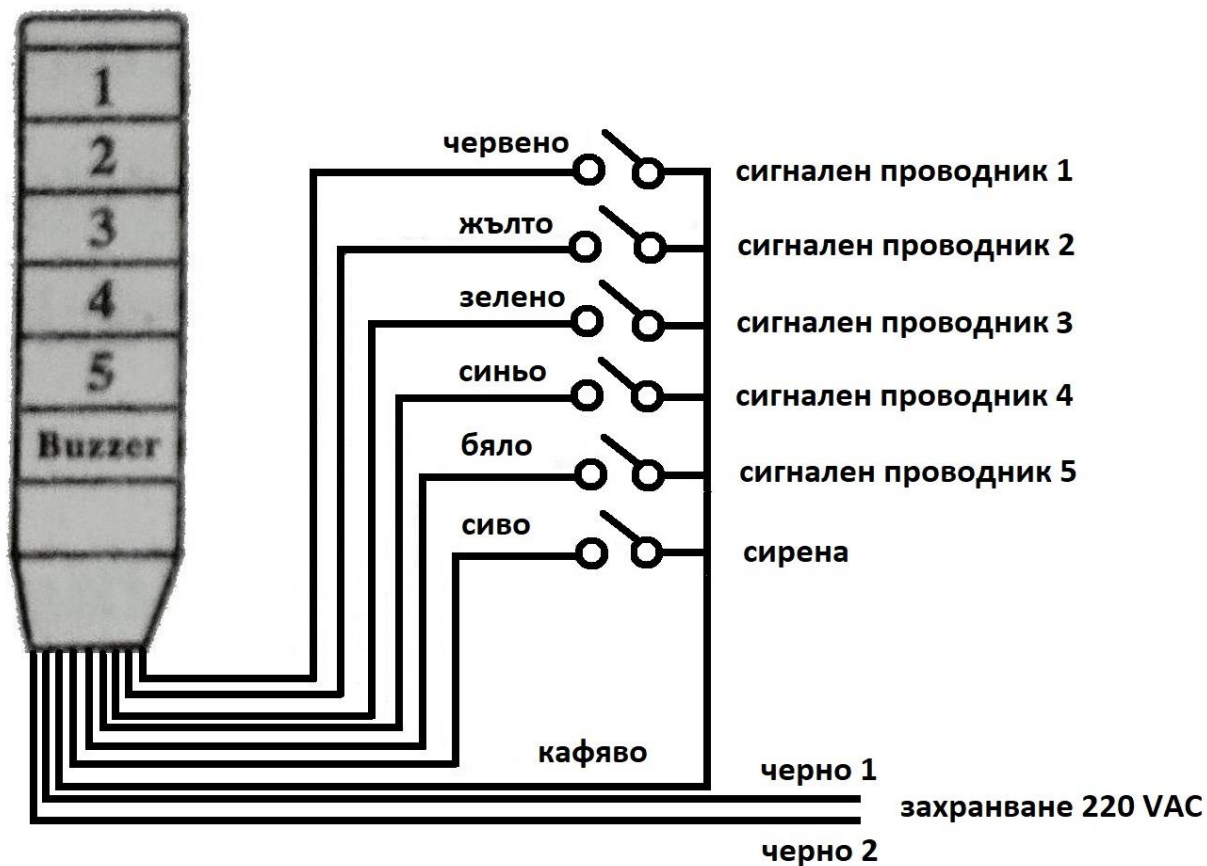 1
2
3
4
5
Buzzer
червено
сигнален проводник 1
жълто
сигнален проводник 2
зелено
сигнален проводник 3
синьо
сигнален проводник 4
бяло
сигнален проводник 5
сиво
сирена
кафяво
черно 1
захранване 220 VAC
черно 2